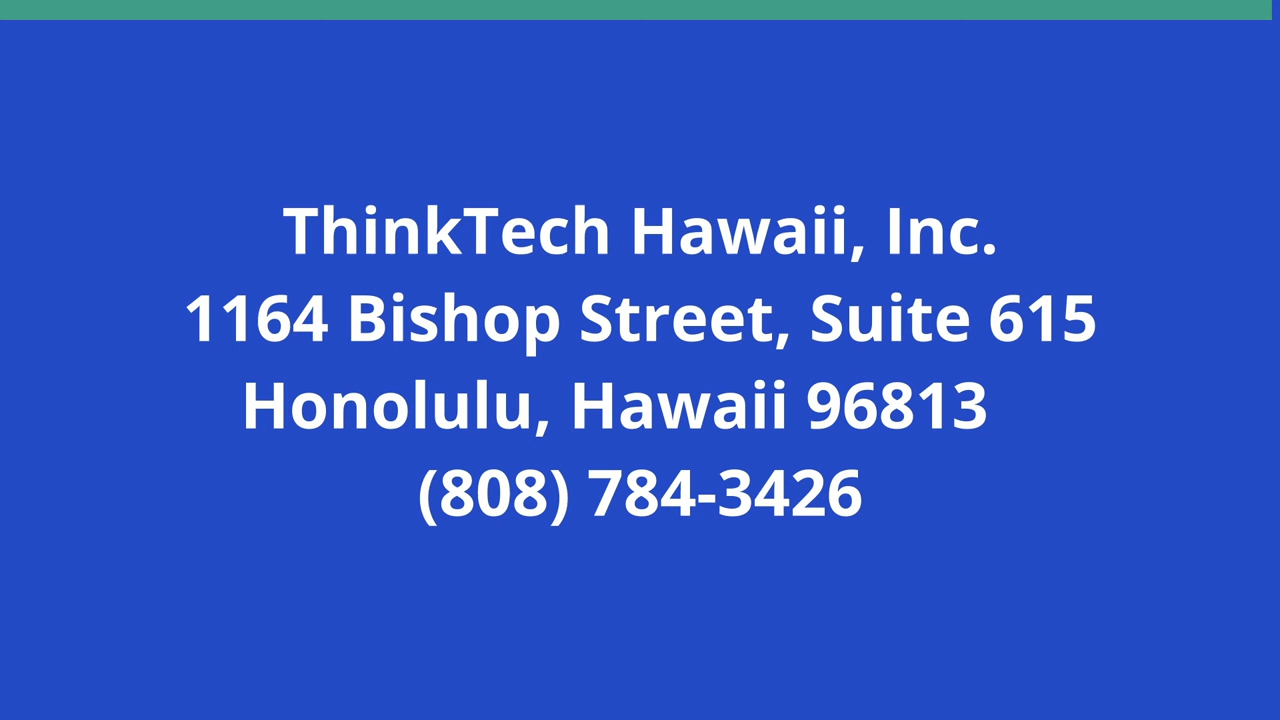 ThinkTech Hawaii, Inc.
1164 Bishop Street, Suite 615
Honolulu, Hawaii 96813
(808) 784-3426